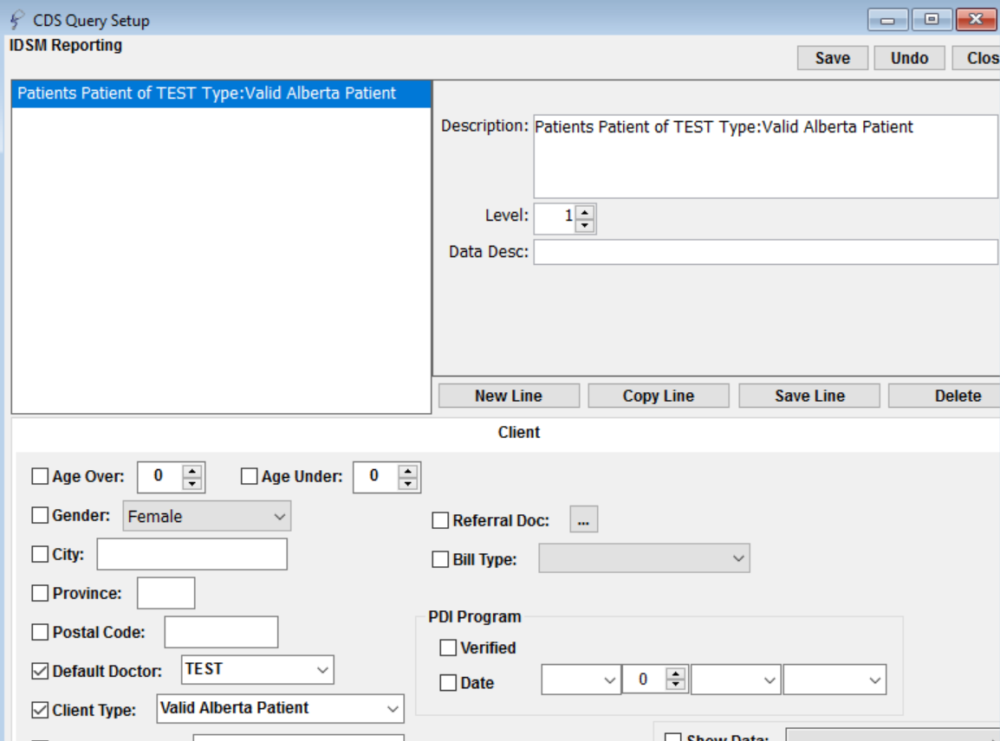 CDS Query Setup
IDSM Reporting
Save Undo Clos
Patients Patient of TEST Type:Valid Alberta Patient
Description: Patients Patient of TEST Type:Valid Alberta Patient
Level: 1
Data Desc:
New Line Copy Line Save Line Delete
Client
Age Over: 0 Age Under: 0
Gender: Female
Referral Doc: ...
City:
Bill Type:
Province:
Postal Code:
PDI Program
Verified
Default Doctor: TEST
Date 0
Client Type: Valid Alberta Patient
Show Data: